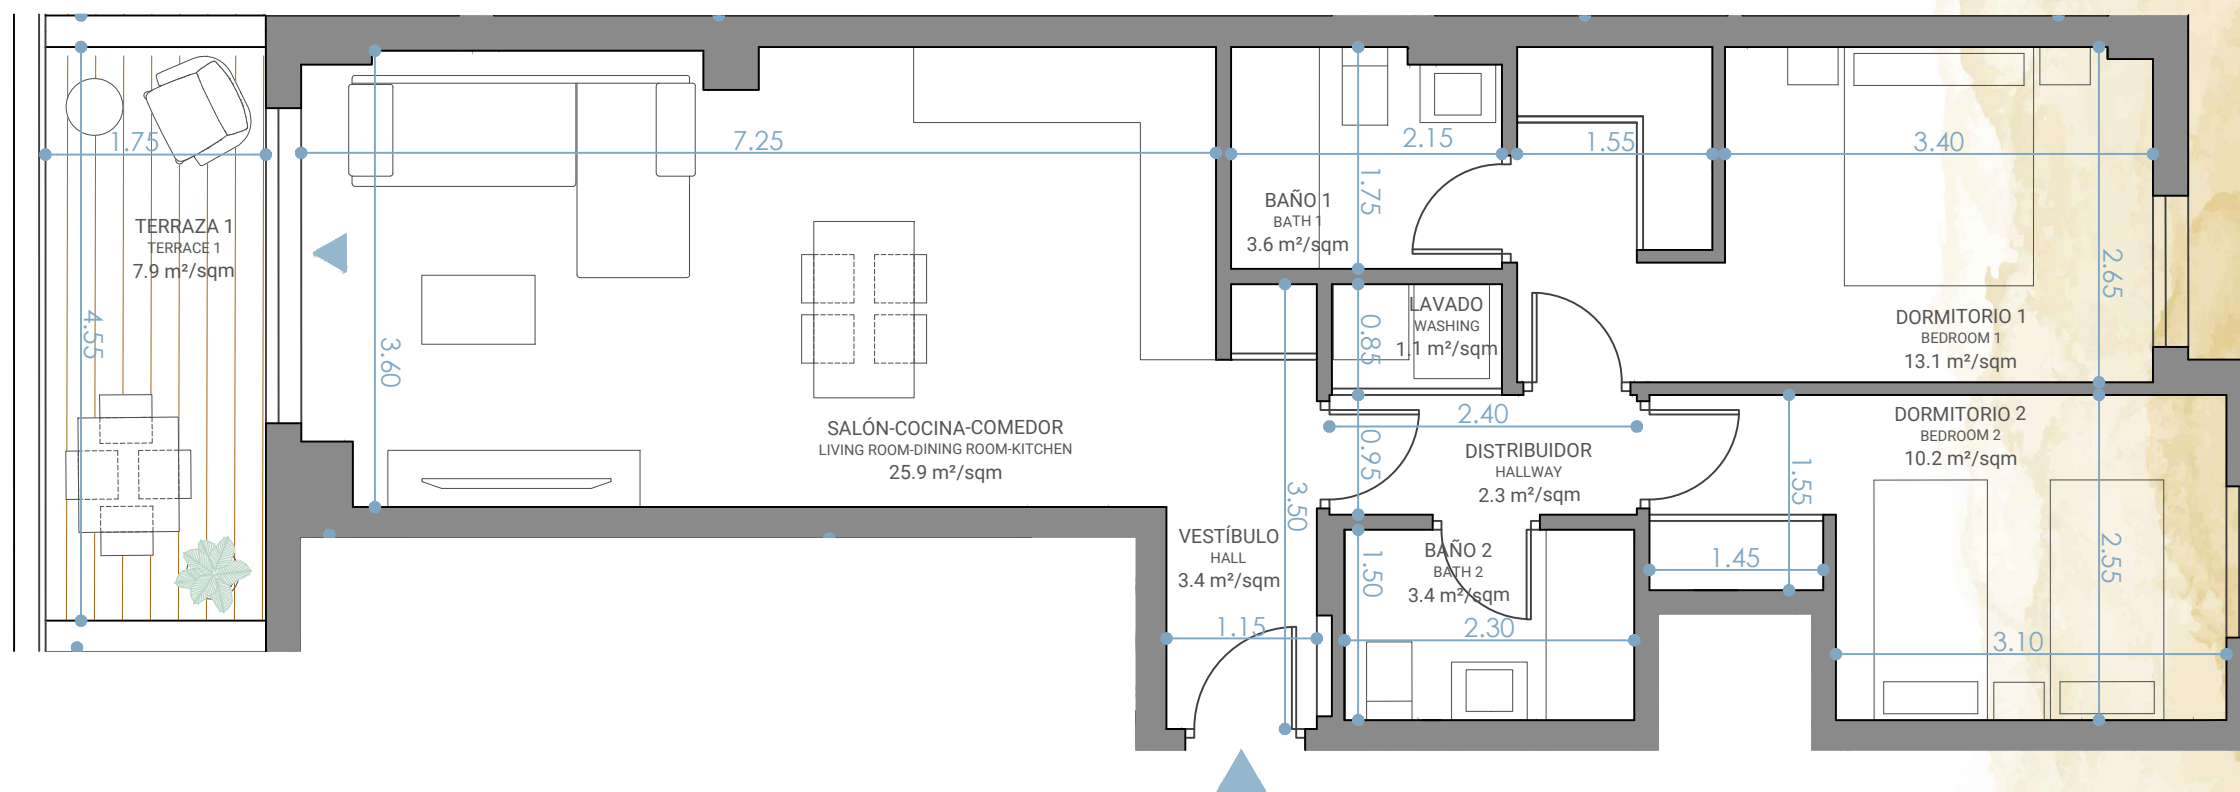 1.75
TERRAZA 1
TERRACE 1
7.9 m²/sqm
4.55
7.25
3.60
SALÓN-COCINA-COMEDOR
LIVING ROOM-DINING ROOM-KITCHEN
25.9 m²/sqm
2.15
1.75
BAÑO 1
BATH 1
3.6 m²/sqm
1.55
3.40
2.65
DORMITORIO 1
BEDROOM 1
13.1 m²/sqm
LAVADO
WASHING
1.1 m²/sqm
0.85
2.40
0.95
DISTRIBUIDOR
HALLWAY
2.3 m²/sqm
3.50
VESTÍBULO
HALL
3.4 m²/sqm
1.15
BAÑO 2
BATH 2
3.4 m²/sqm
1.50
2.30
1.55
1.45
DORMITORIO 2
BEDROOM 2
10.2 m²/sqm
2.55
3.10